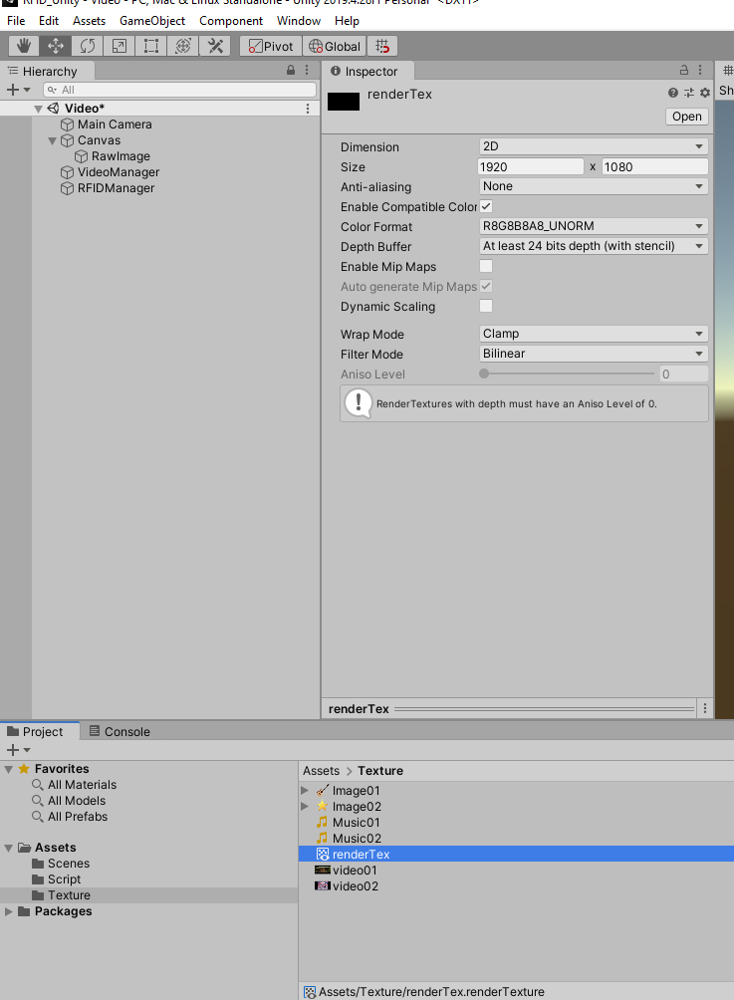 RFID_Unity - Video - PC, Mac & Linux Standalone - Unity 2019.4.28f1 Personal* <DX11>
File Edit Assets GameObject Component Window Help
Pivot Global
Hierarchy
All
Video*
Main Camera
Canvas
RawImage
VideoManager
RFIDManager
Inspector
Sh
renderTex
Open
Dimension 2D
Size 1920 x 1080
Anti-aliasing None
Enable Compatible Color
Color Format R8G8B8A8_UNORM
Depth Buffer At least 24 bits depth (with stencil)
Enable Mip Maps
Auto generate Mip Maps
Dynamic Scaling
Wrap Mode Clamp
Filter Mode Bilinear
Aniso Level 0
RenderTextures with depth must have an Aniso Level of 0.
renderTex
Project Console
Favorites
All Materials
All Models
All Prefabs
Assets
Scenes
Script
Texture
Packages
Assets > Texture
Image01
Image02
Music01
Music02
renderTex
video01
video02
Assets/Texture/renderTex.renderTexture